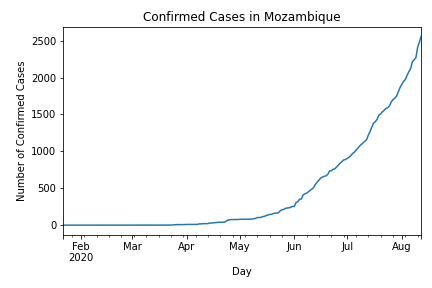 Confirmed Cases in Mozambique
Number of Confirmed Cases
2500
2000
1500
1000
500
0
Feb Mar Apr May Jun Jul Aug
2020
Day